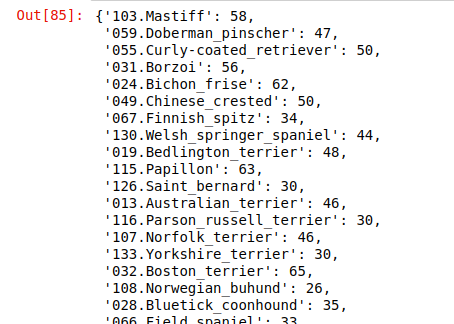 Out[85]: {'103.Mastiff': 58,
'059.Doberman_pinscher': 47,
'055.Curly-coated_retriever': 50,
'031.Borzoi': 56,
'024.Bichon_frise': 62,
'049.Chinese_crested': 50,
'067.Finnish_spitz': 34,
'130.Welsh_springer_spaniel': 44,
'019.Bedlington_terrier': 48,
'115.Papillon': 63,
'126.Saint_bernard': 30,
'013.Australian_terrier': 46,
'116.Parson_russell_terrier': 30,
'107.Norfolk_terrier': 46,
'133.Yorkshire_terrier': 30,
'032.Boston_terrier': 65,
'108.Norwegian_buhund': 26,
'028.Bluetick_coonhound': 35,
'066.Field_spaniel': 33